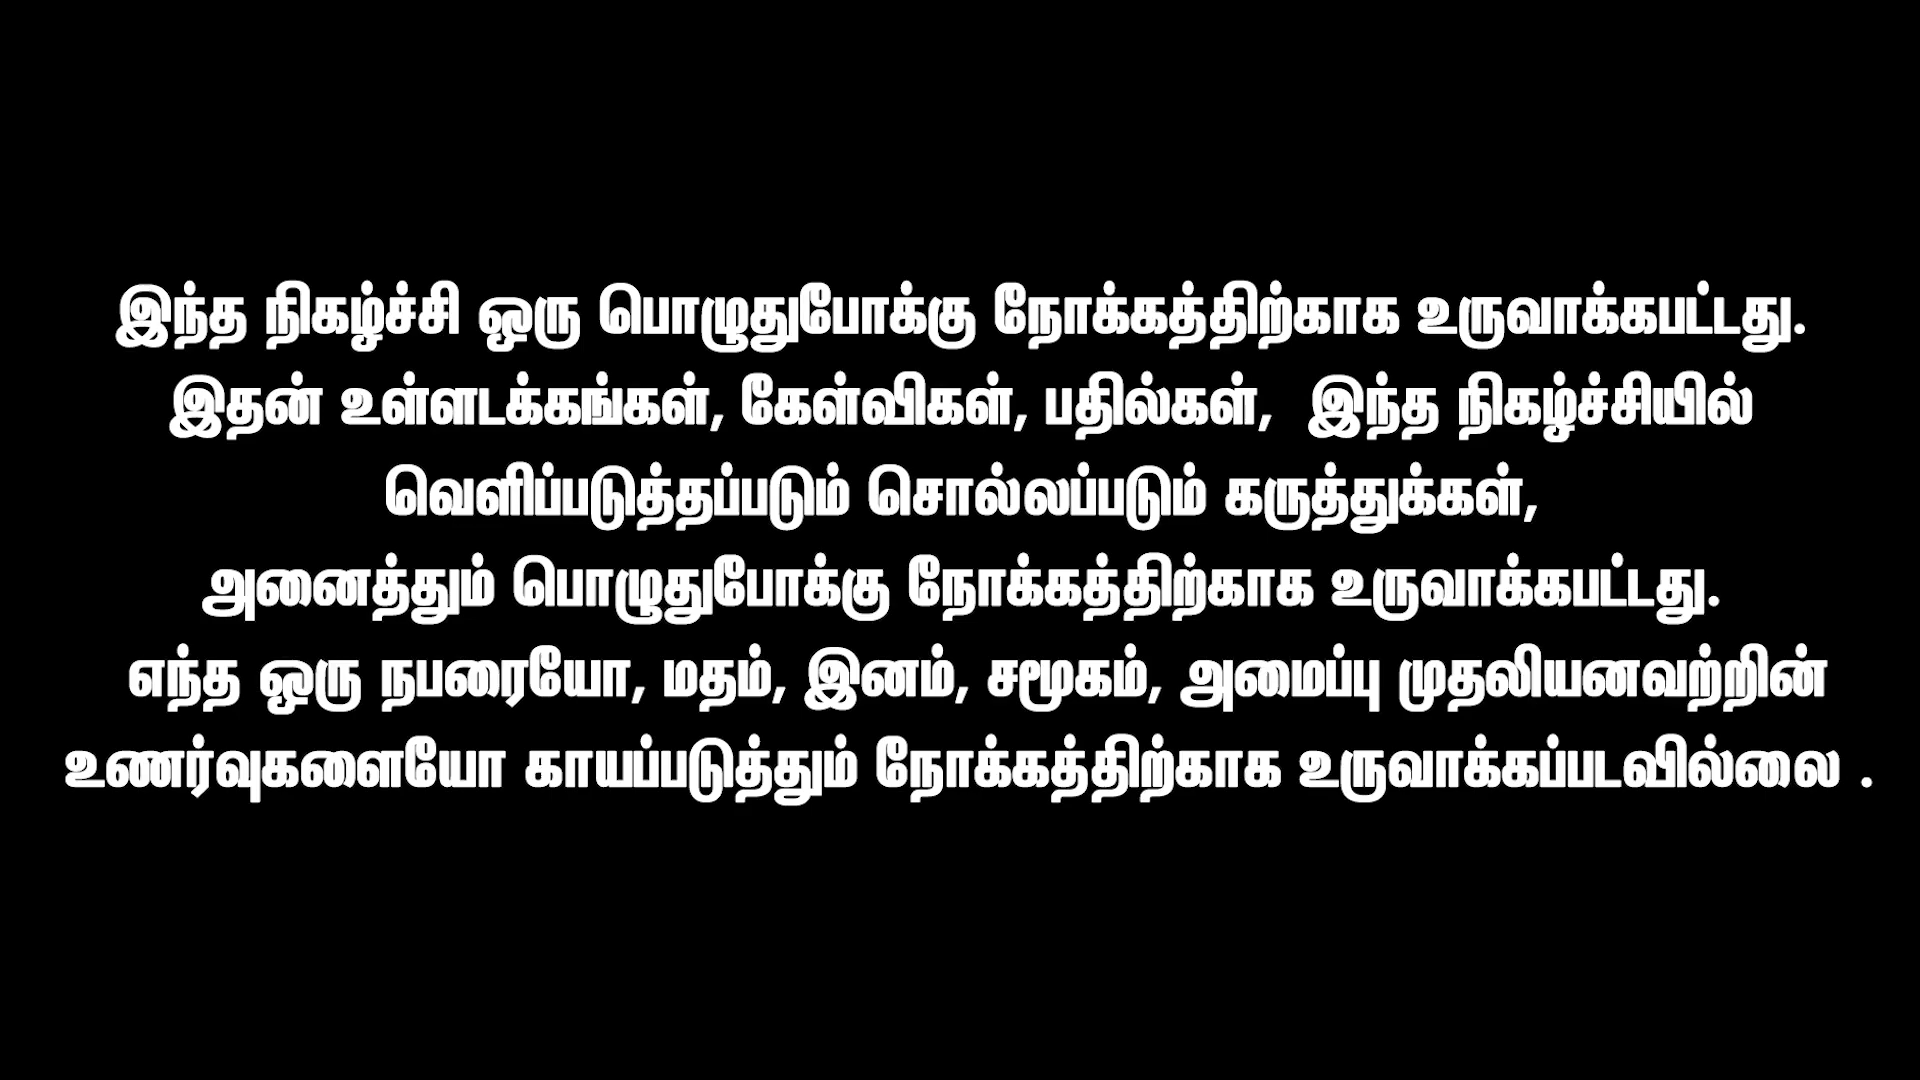 இந்த நிகழ்ச்சி ஒரு பொழுதுபோக்கு நோக்கத்திற்காக உருவாக்கபட்டது.
இதன் உள்ளடக்கங்கள், கேள்விகள், பதில்கள், இந்த நிகழ்ச்சியில்
வெளிப்படுத்தப்படும் சொல்லப்படும் கருத்துக்கள்,
அனைத்தும் பொழுதுபோக்கு நோக்கத்திற்காக உருவாக்கபட்டது.
எந்த ஒரு நபரையோ, மதம், இனம், சமூகம், அமைப்பு முதலியனவற்றின்
உணர்வுகளையோ காயப்படுத்தும் நோக்கத்திற்காக உருவாக்கப்படவில்லை .